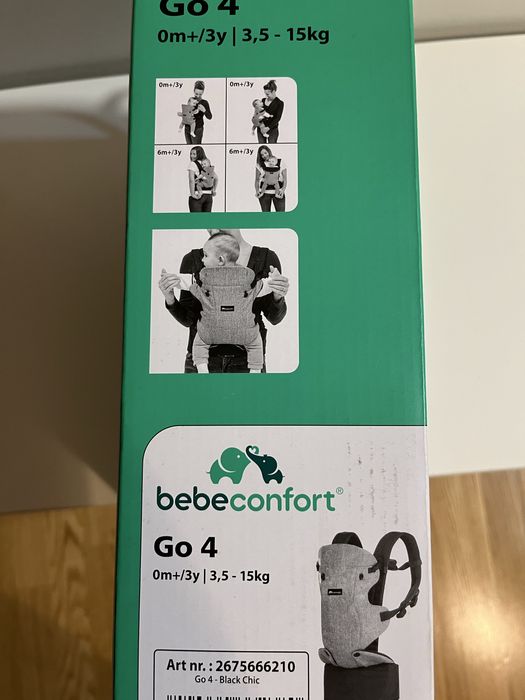 Go 4
0m+/3y | 3,5 - 15kg
0m+/3y
0m+/3y
6m+/3y
6m+/3y
bebeconfort®
Go 4
0m+/3y | 3,5 - 15kg
Art nr. : 2675666210
Go 4 - Black Chic